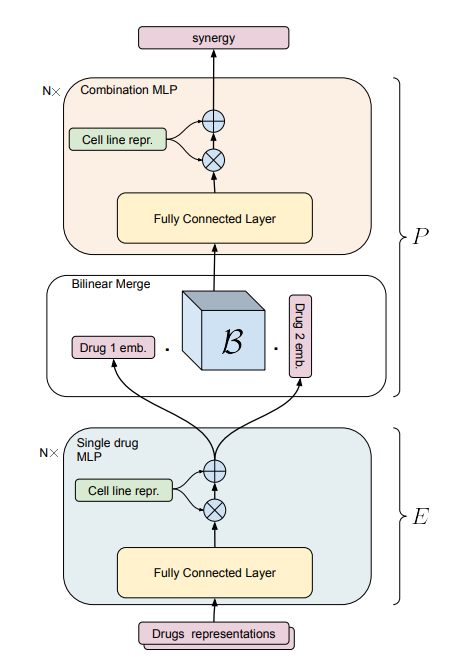 synergy
N×
Combination MLP
Cell line repr.
Fully Connected Layer
P
Bilinear Merge
Drug 1 emb.
.
B
.
Drug 2 emb.
N×
Single drug
MLP
Cell line repr.
E
Fully Connected Layer
Drugs representations